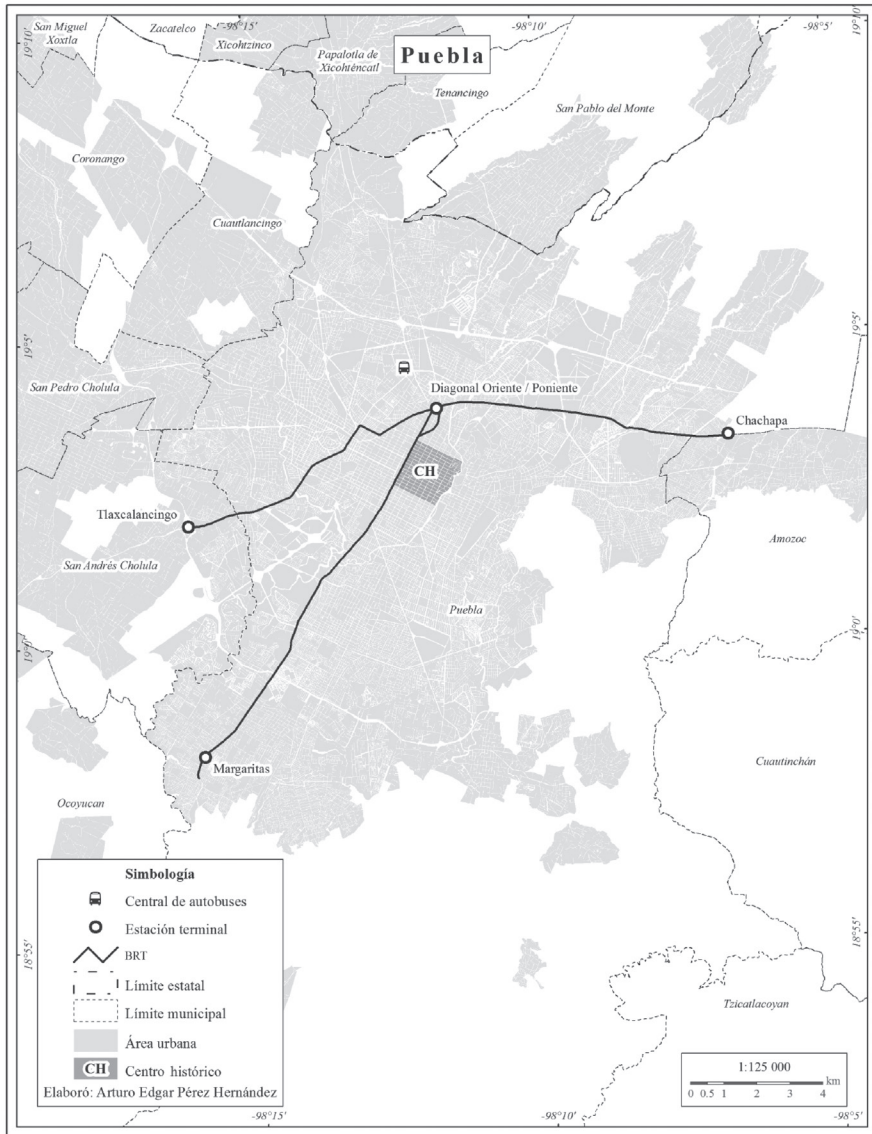 -98°15'
-98°10'
-98°5'
19°10'
19°10'
San Miguel
Xoxtla
Zacatelco
Xicohtzinco
Papalotla de
Xicohténcatl
Puebla
Tenancingo
San Pablo del Monte
Coronango
Cuautlancingo
19°5'
19°5'
San Pedro Cholula
Diagonal Oriente / Poniente
Chachapa
CH
Tlaxcalancingo
San Andrés Cholula
Amozoc
Puebla
19°0'
19°0'
Margaritas
Cuautinchán
Ocoyucan
Simbología
Central de autobuses
Estación terminal
BRT
Límite estatal
Límite municipal
Área urbana
CH Centro histórico
Elaboró: Arturo Edgar Pérez Hernández
18°55'
18°55'
Tzicatlacoyan
1:125 000
km
0 0.5 1 2 3 4
-98°15'
-98°10'
-98°5'